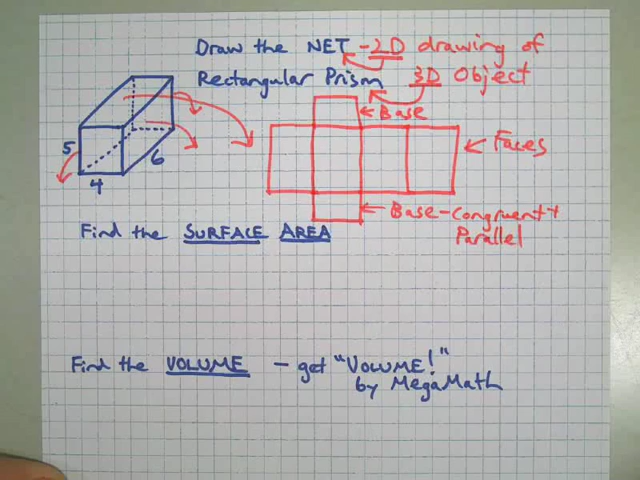 Draw the NET - 2D drawing of
Rectangular Prism 3D Object
Base
5
Faces
6
4
Base - congruent +
Parallel
Find the SURFACE AREA
Find the VOLUME - get "VOLUME!"
by MegaMath